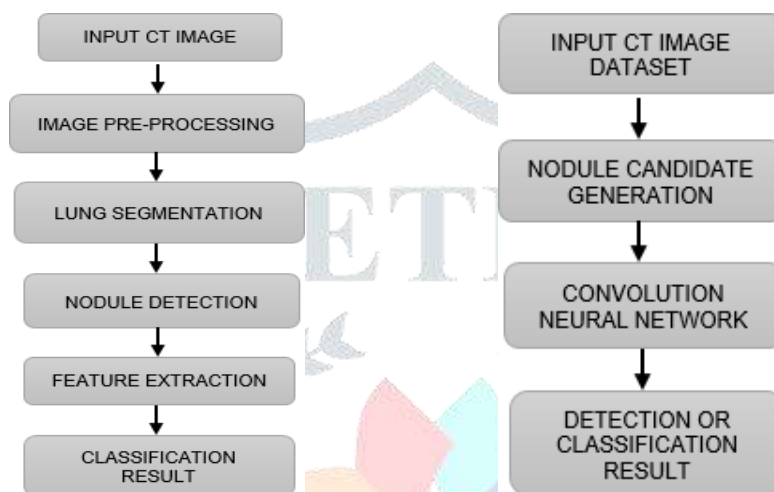 INPUT CT IMAGE
IMAGE PRE-PROCESSING
LUNG SEGMENTATION
NODULE DETECTION
FEATURE EXTRACTION
CLASSIFICATION
RESULT
INPUT CT IMAGE
DATASET
NODULE CANDIDATE
GENERATION
CONVOLUTION
NEURAL NETWORK
DETECTION OR
CLASSIFICATION
RESULT